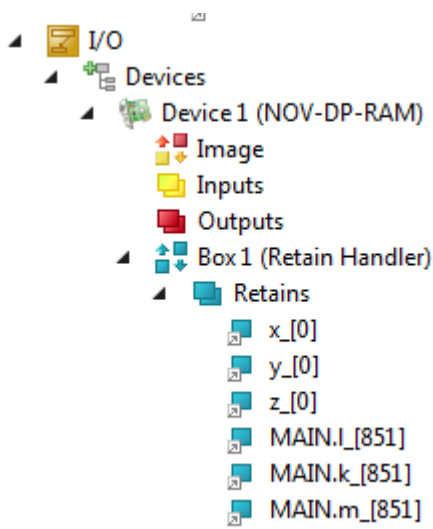 I/O
Devices
Device 1 (NOV-DP-RAM)
Image
Inputs
Outputs
Box 1 (Retain Handler)
Retains
x_[0]
y_[0]
z_[0]
MAIN.l_[851]
MAIN.k_[851]
MAIN.m_[851]